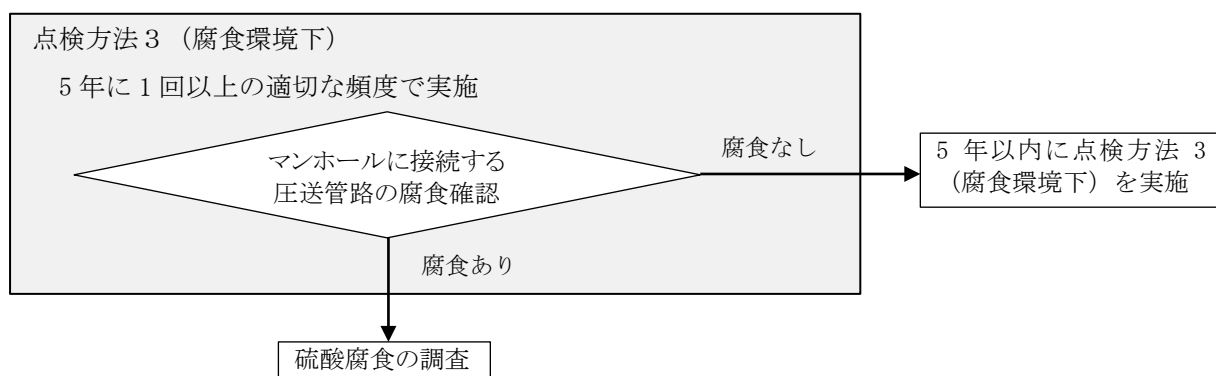 点検方法３（腐食環境下）
5年に1回以上の適切な頻度で実施
マンホールに接続する
圧送管路の腐食確認
腐食なし
5 年以内に点検方法 3
（腐食環境下）を実施
腐食あり
硫酸腐食の調査